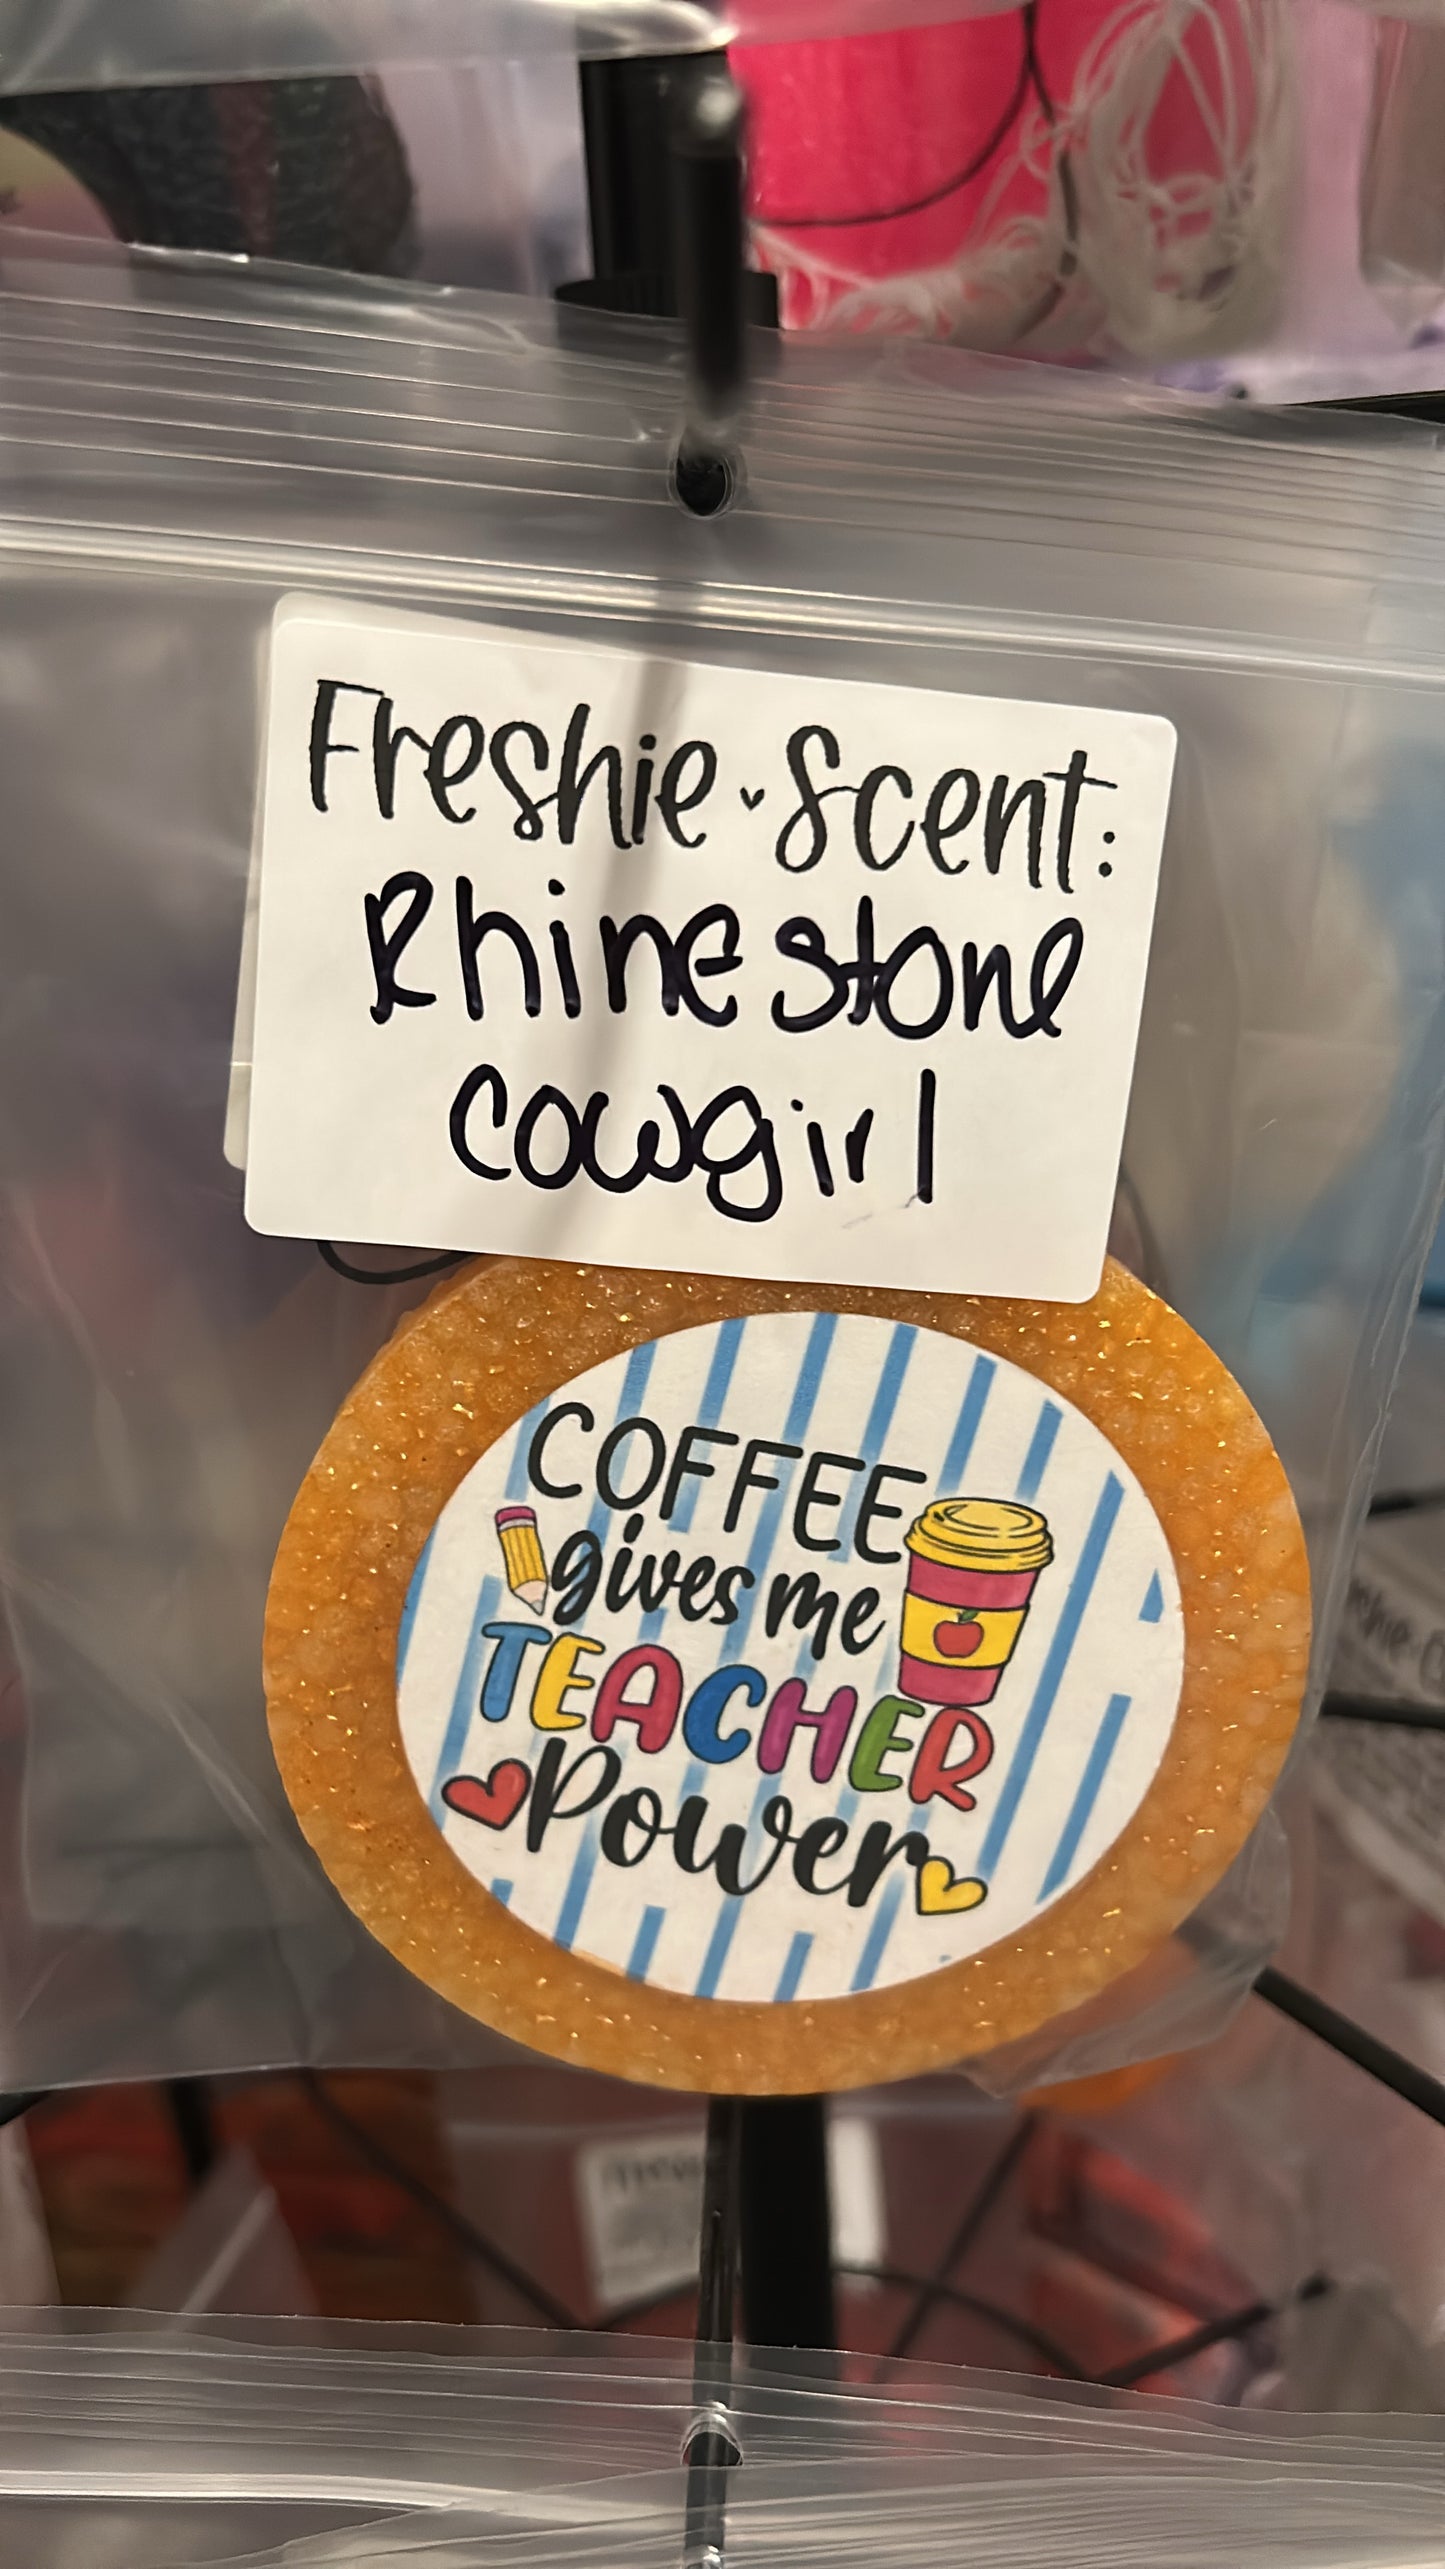 Freshie Scent:
Rhinestone
Cowgirl
COFFEE
gives me
TEACHER
Power